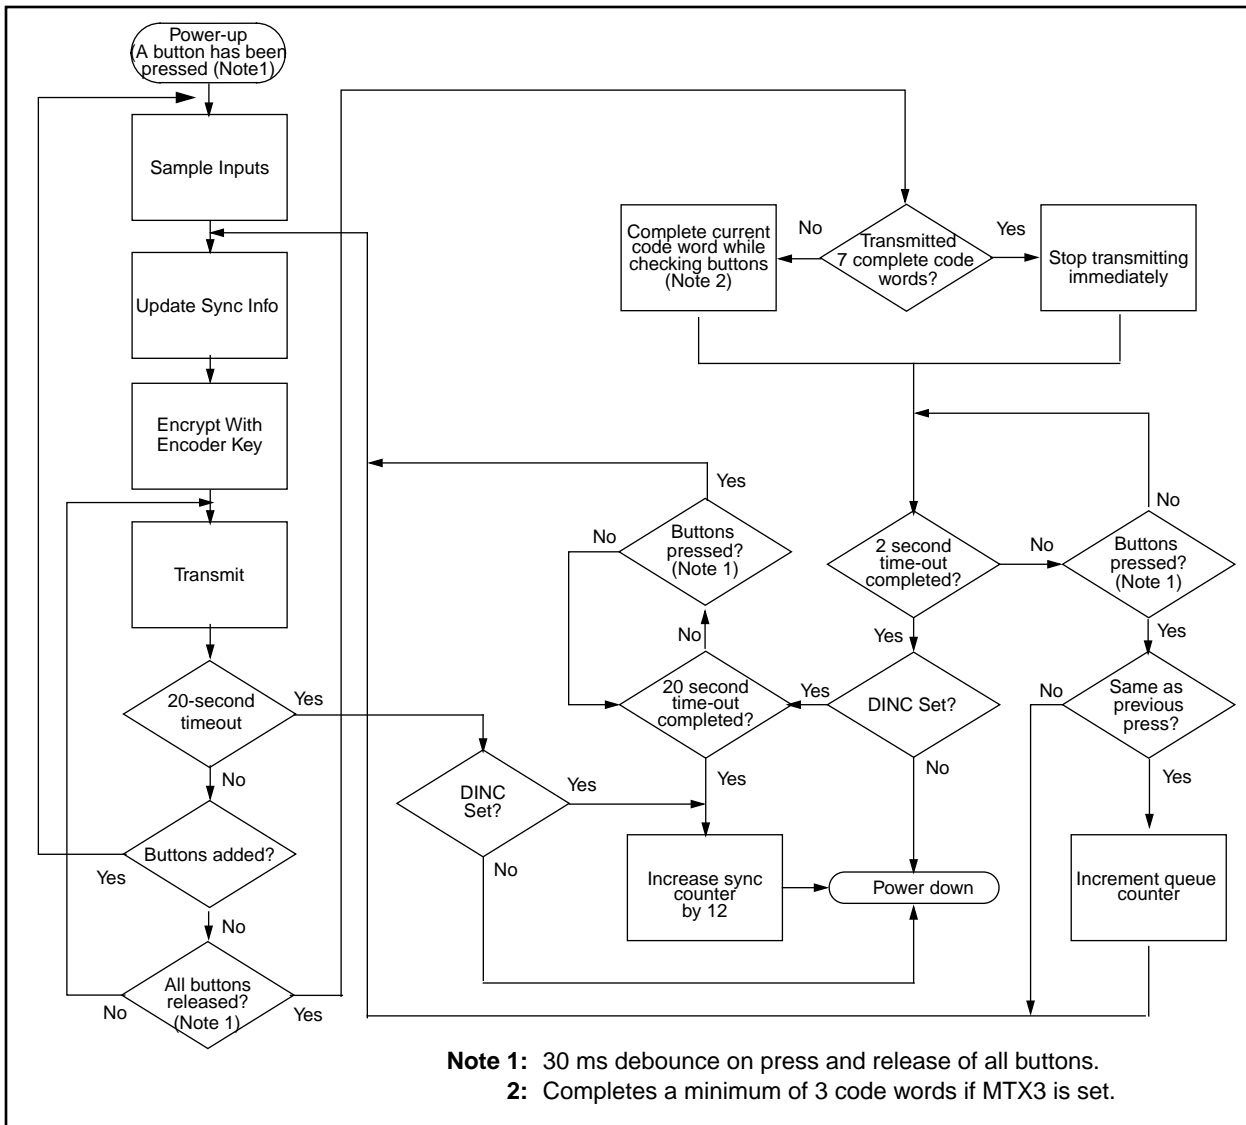 Power-up
(A button has been
pressed (Note1)
Sample Inputs
Update Sync Info
Encrypt With
Encoder Key
Transmit
20-second
timeout
Yes
No
Buttons added?
Yes
No
All buttons
released?
(Note 1)
No
Yes
Transmitted
7 complete code
words?
No
Yes
Complete current
code word while
checking buttons
(Note 2)
Stop transmitting
immediately
2 second
time-out
completed?
No
Yes
Buttons
pressed?
(Note 1)
No
Yes
Same as
previous
press?
No
Yes
Increment queue
counter
DINC Set?
Yes
No
20 second
time-out
completed?
No
Yes
Buttons
pressed?
(Note 1)
Yes
No
DINC
Set?
Yes
No
Increase sync
counter
by 12
Power down
Note 1: 30 ms debounce on press and release of all buttons.
2: Completes a minimum of 3 code words if MTX3 is set.